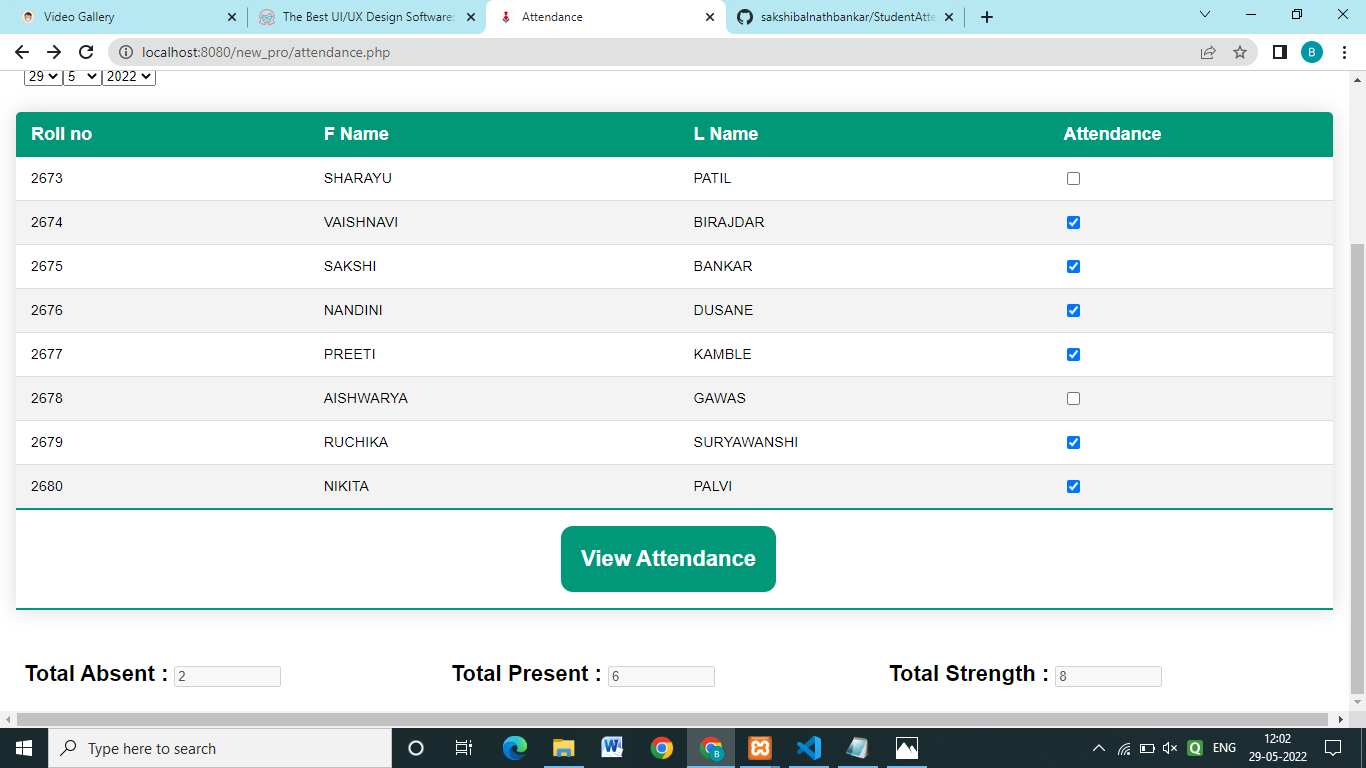 Video Gallery
The Best UI/UX Design Software:
Attendance
sakshibalnathbankar/StudentAtte
localhost:8080/new_pro/attendance.php
B
29 5 2022
Roll no F Name L Name Attendance
2673 SHARAYU PATIL
2674 VAISHNAVI BIRAJDAR
2675 SAKSHI BANKAR
2676 NANDINI DUSANE
2677 PREETI KAMBLE
2678 AISHWARYA GAWAS
2679 RUCHIKA SURYAWANSHI
2680 NIKITA PALVI
View Attendance
Total Absent : 2 Total Present : 6 Total Strength : 8
Type here to search
W
B
Q
ENG
12:02
29-05-2022